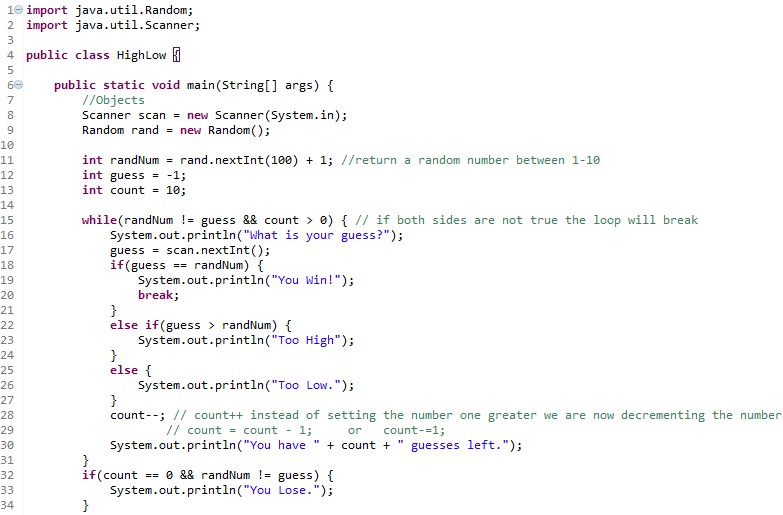 1 import java.util.Random;
2 import java.util.Scanner;
3
4 public class HighLow {
5
6 public static void main(String[] args) {
7 //Objects
8 Scanner scan = new Scanner(System.in);
9 Random rand = new Random();
10
11 int randNum = rand.nextInt(100) + 1; //return a random number between 1-10
12 int guess = -1;
13 int count = 10;
14
15 while(randNum != guess && count > 0) { // if both sides are not true the loop will break
16 System.out.println("What is your guess?");
17 guess = scan.nextInt();
18 if(guess == randNum) {
19 System.out.println("You Win!");
20 break;
21 }
22 else if(guess > randNum) {
23 System.out.println("Too High");
24 }
25 else {
26 System.out.println("Too Low.");
27 }
28 count--; // count++ instead of setting the number one greater we are now decrementing the number
29 // count = count - 1; or count-=1;
30 System.out.println("You have " + count + " guesses left.");
31 }
32 if(count == 0 && randNum != guess) {
33 System.out.println("You Lose.");
34 }